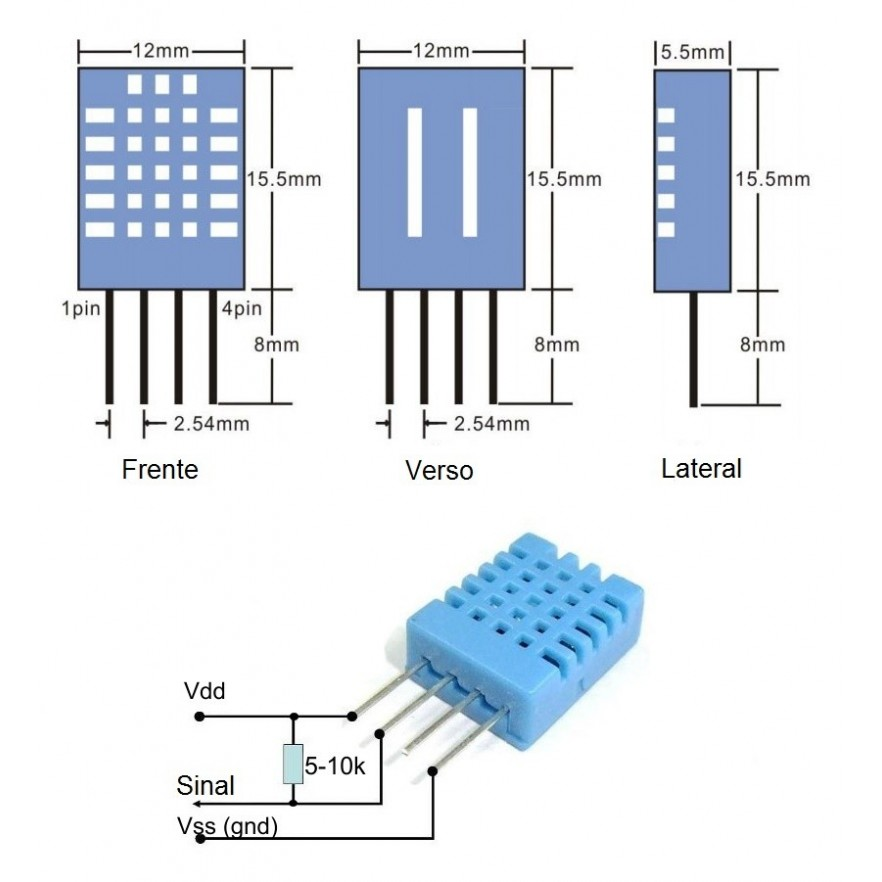 12mm
12mm
5.5mm
15.5mm
15.5mm
15.5mm
1pin
4pin
8mm
8mm
8mm
2.54mm
2.54mm
Frente
Verso
Lateral
Vdd
5-10k
Sinal
Vss (gnd)